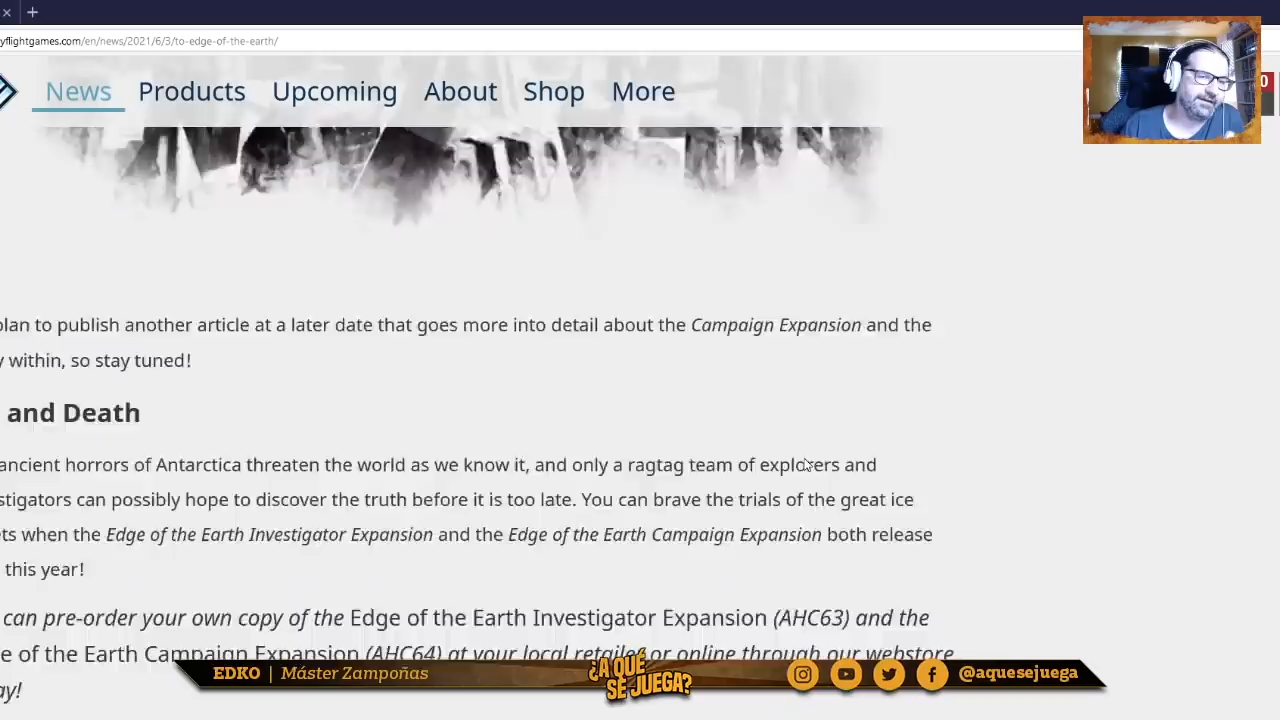 yflightgames.com/en/news/2021/6/3/to-edge-of-the-earth/
News Products Upcoming About Shop More
0
plan to publish another article at a later date that goes more into detail about the Campaign Expansion and the
y within, so stay tuned!
and Death
ancient horrors of Antarctica threaten the world as we know it, and only a ragtag team of explorers and
stigators can possibly hope to discover the truth before it is too late. You can brave the trials of the great ice
ets when the Edge of the Earth Investigator Expansion and the Edge of the Earth Campaign Expansion both release
this year!
can pre-order your own copy of the Edge of the Earth Investigator Expansion (AHC63) and the
e of the Earth Campaign Expansion (AHC64) at your local retailer or online through our webstore
ay!
EDKO | Máster Zampoñas
¿A QUÉ SE JUEGA?
@aquesejuega